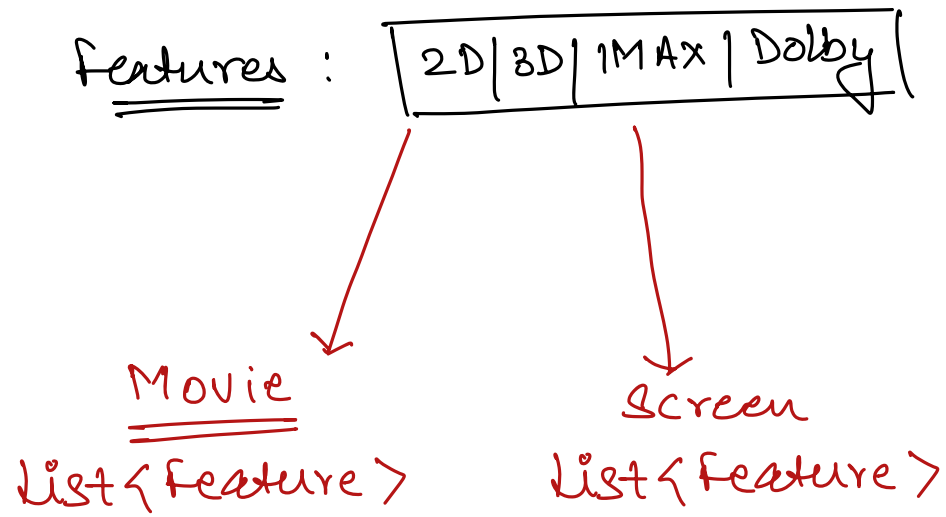 Features : 2D | 3D | IMAX | Dolby
Movie
List<Feature>
Screen
List<Feature>